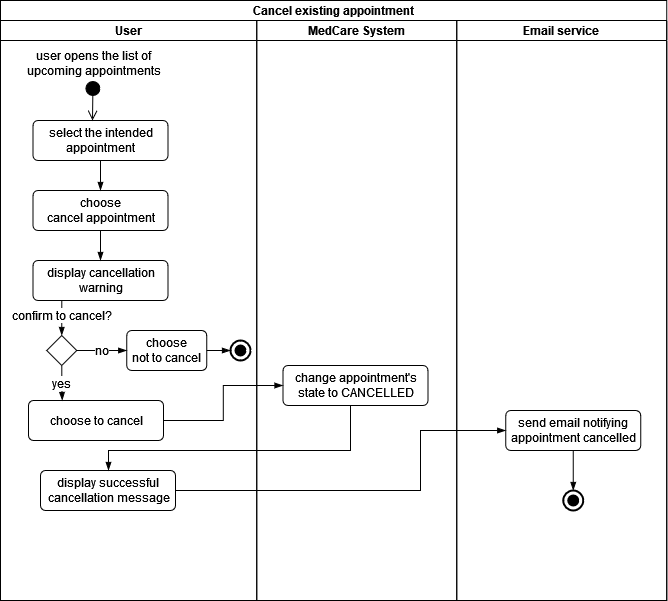 Cancel existing appointment
User
MedCare System
Email service
user opens the list of
upcoming appointments
select the intended
appointment
choose
cancel appointment
display cancellation
warning
confirm to cancel?
no
choose
not to cancel
yes
choose to cancel
change appointment's
state to CANCELLED
display successful
cancellation message
send email notifying
appointment cancelled